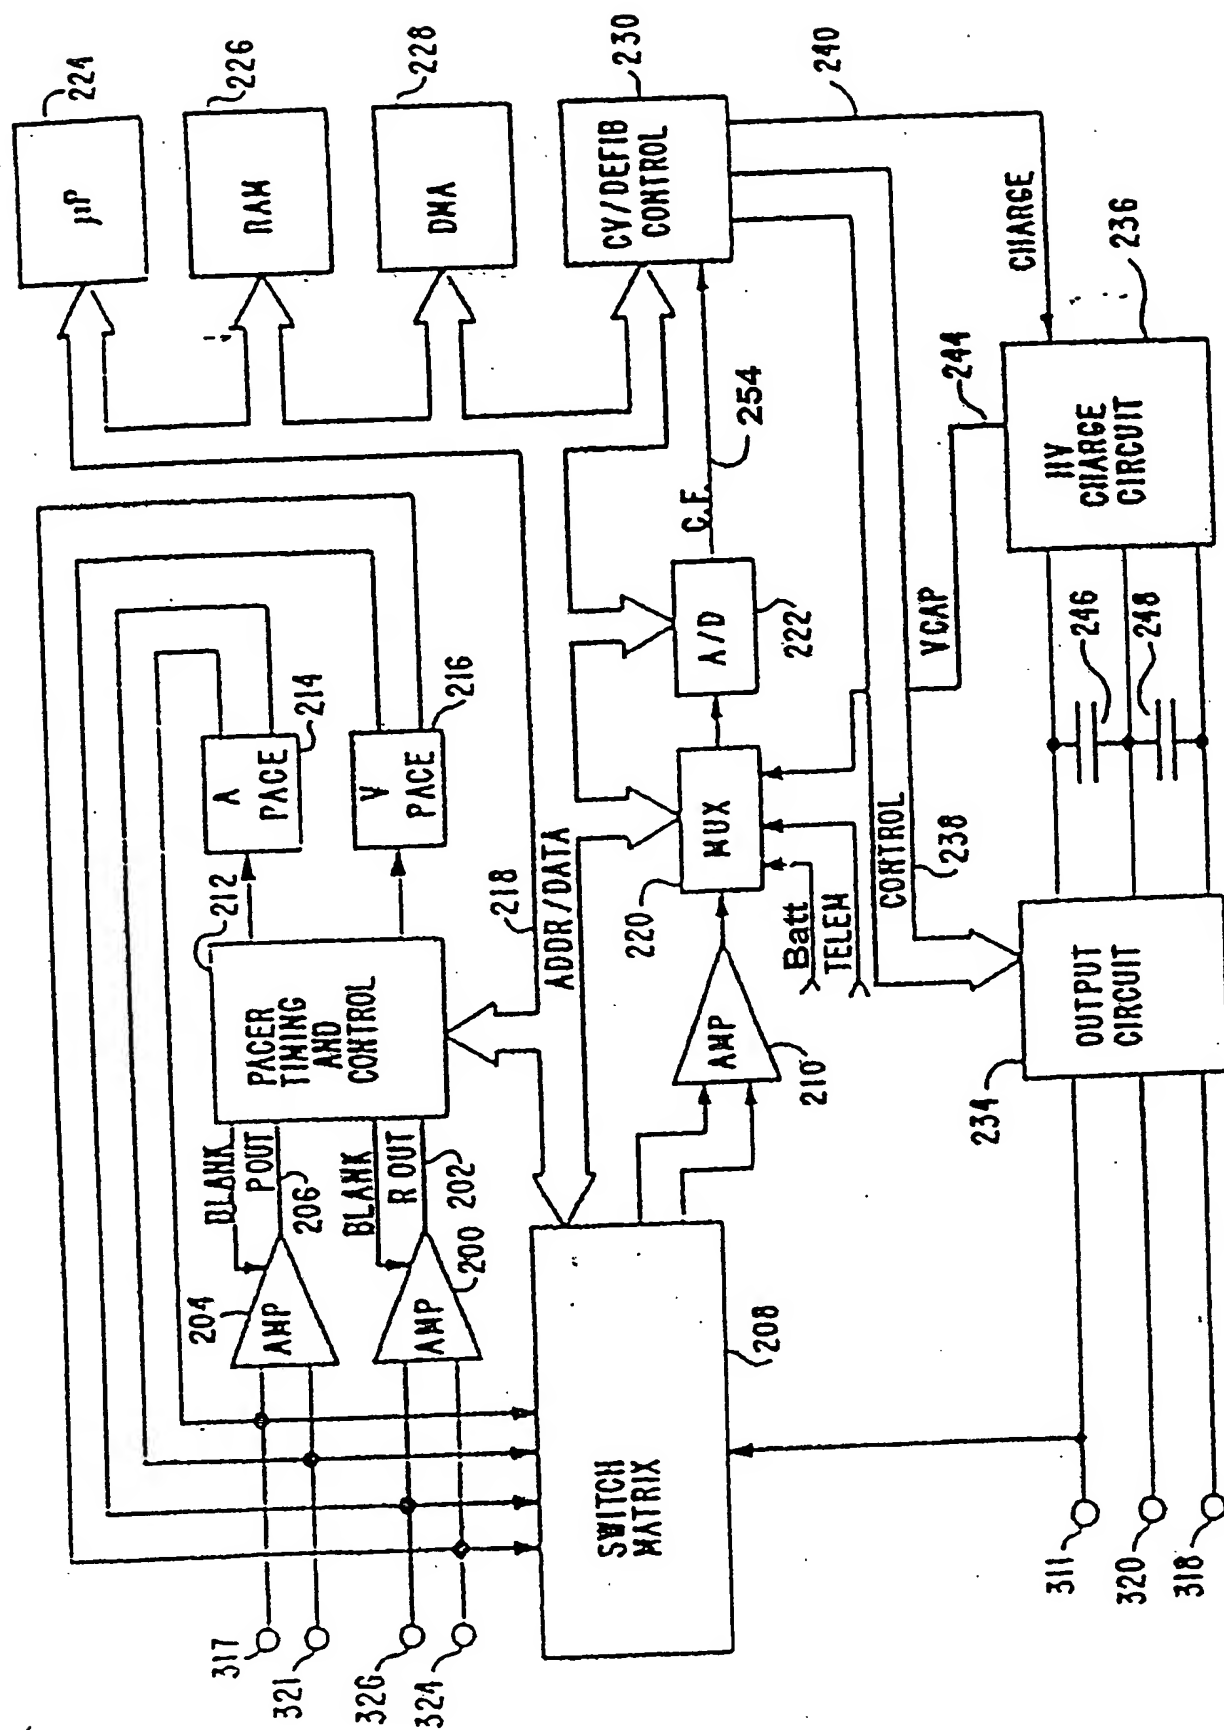 224
µP
226
RAM
228
DMA
230
CV/DEFIB
CONTROL
240
CHARGE
236
HV
CHARGE
CIRCUIT
244
VCAP
246
248
C.F.
254
A/D
222
MUX
220
Batt
TELEM
CONTROL
238
OUTPUT
CIRCUIT
234
AMP
210
ADDR/DATA
218
A
PACE
214
V
PACE
216
212
PACER
TIMING
AND
CONTROL
BLANK
P OUT
206
BLANK
R OUT
202
AMP
204
AMP
200
SWITCH
MATRIX
208
317
321
326
324
311
320
318